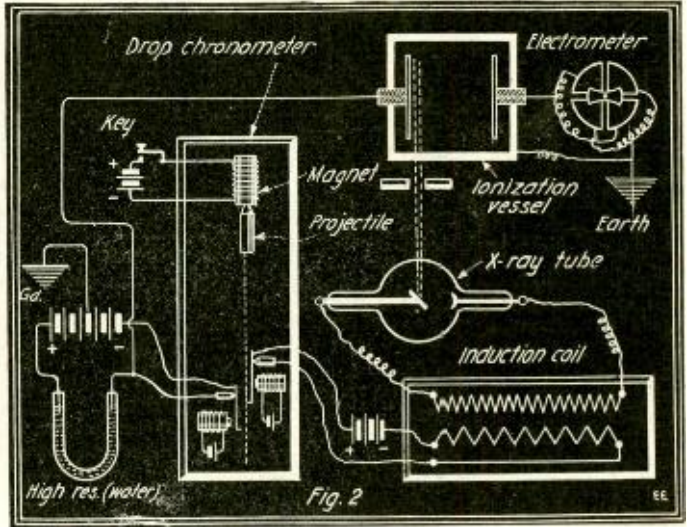 Drop chronometer
Electrometer
Key
+
-
Magnet
Projectile
Ionization
vessel
Earth
X-ray tube
Gd.
+
-
Induction coil
+
-
High res. (water)
Fig. 2
EE